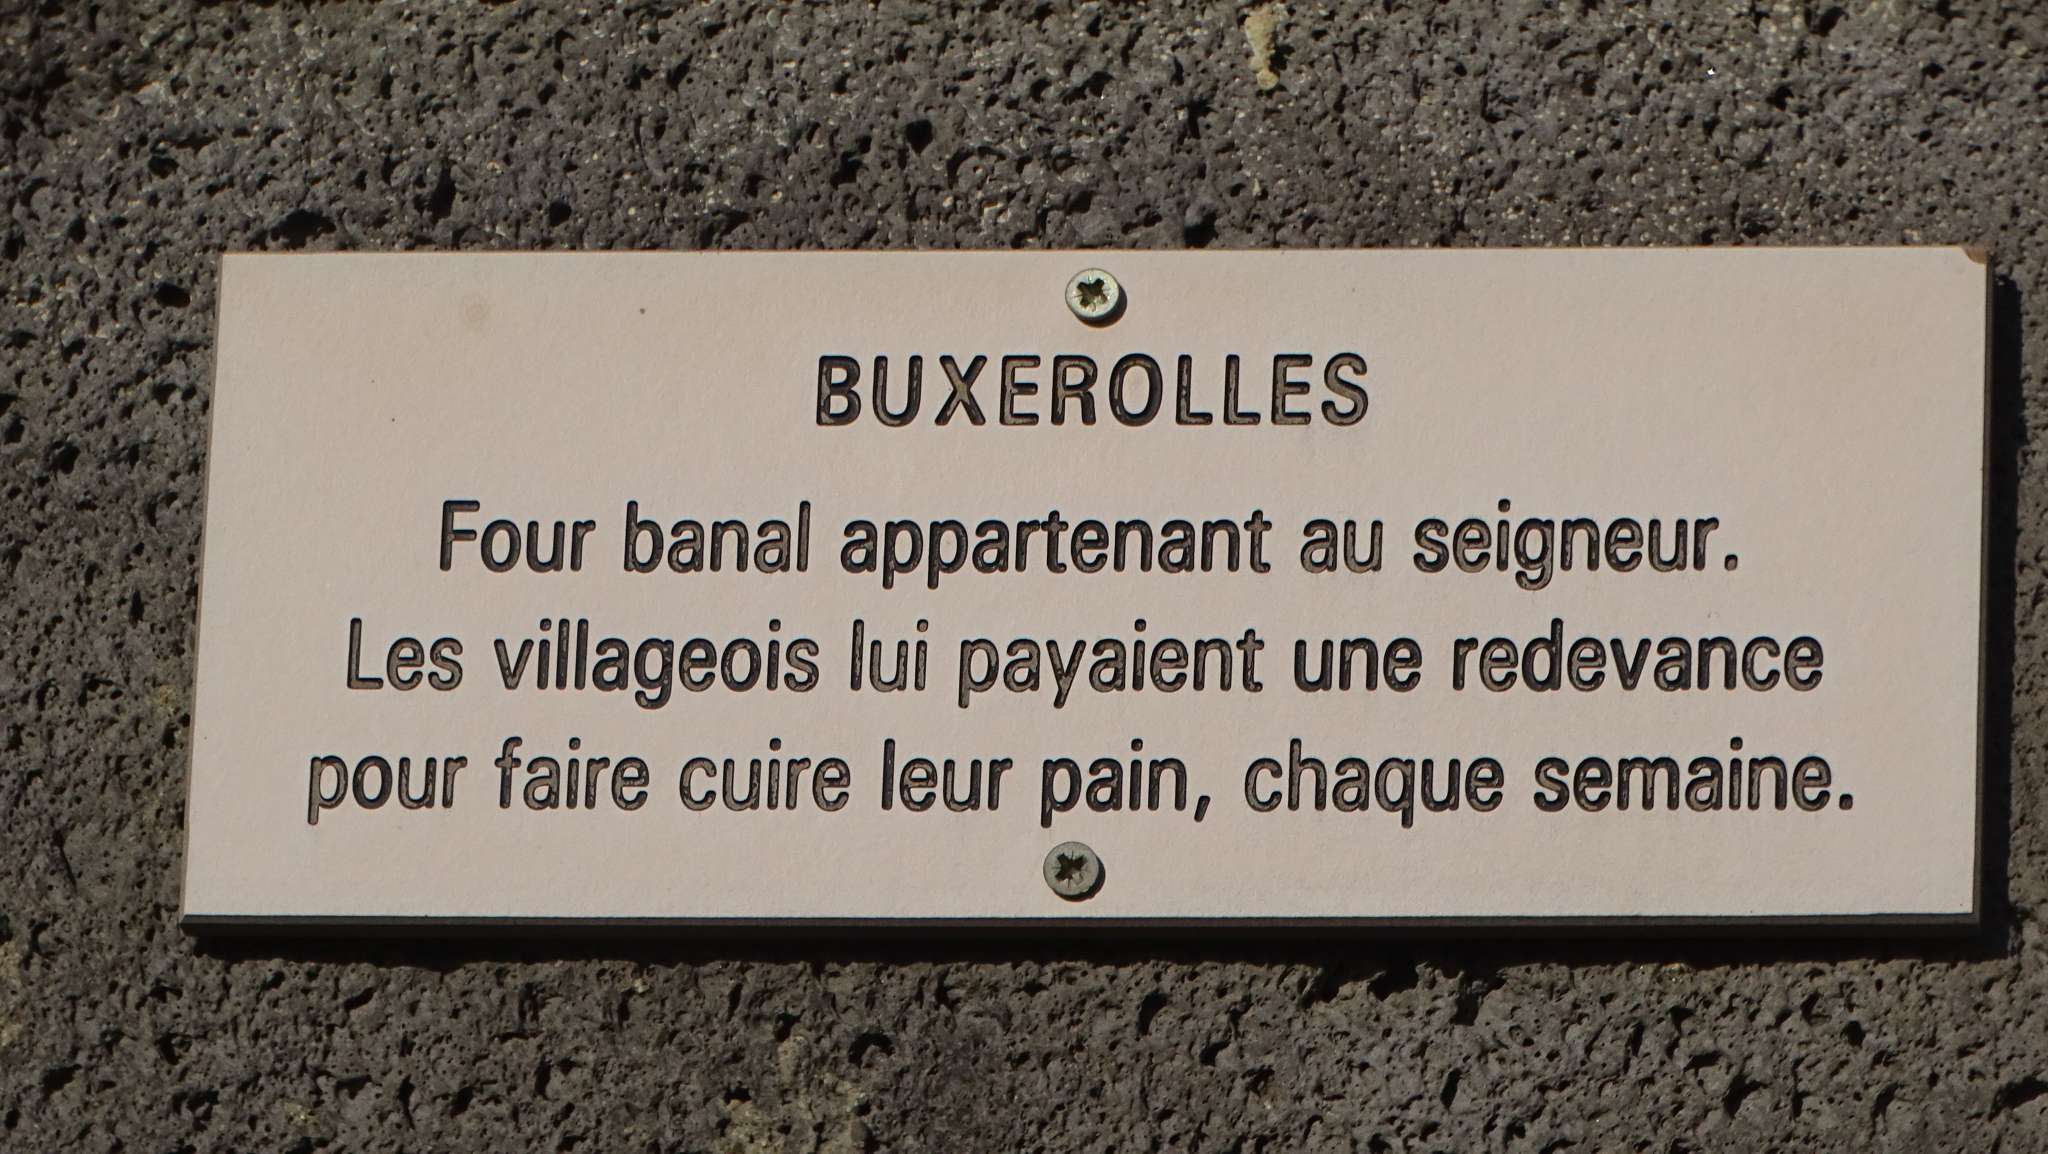 BUXEROLLES
Four banal appartenant au seigneur.
Les villageois lui payaient une redevance
pour faire cuire leur pain, chaque semaine.